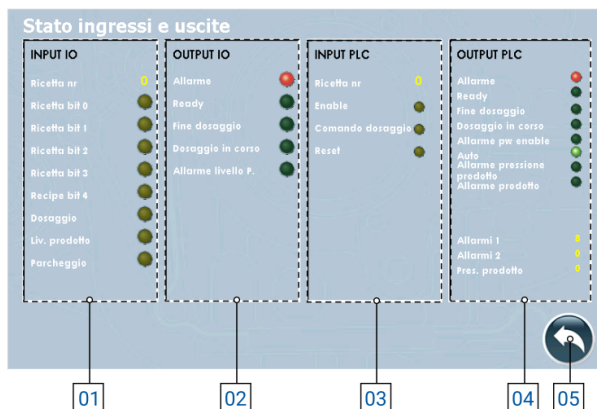 Stato ingressi e uscite
INPUT IO
Ricetta nr 0
Ricetta bit 0
Ricetta bit 1
Ricetta bit 2
Ricetta bit 3
Recipe bit 4
Dosaggio
Liv. prodotto
Parcheggio
OUTPUT IO
Allarme
Ready
Fine dosaggio
Dosaggio in corso
Allarme livello P.
INPUT PLC
Ricetta nr 0
Enable
Comando dosaggio
Reset
OUTPUT PLC
Allarme
Ready
Fine dosaggio
Dosaggio in corso
Allarme pw enable
Auto
Allarme pressione
prodotto
Allarme prodotto
Allarmi 1
Allarmi 2 0
Pres. prodotto 0
01
02
03
04
05